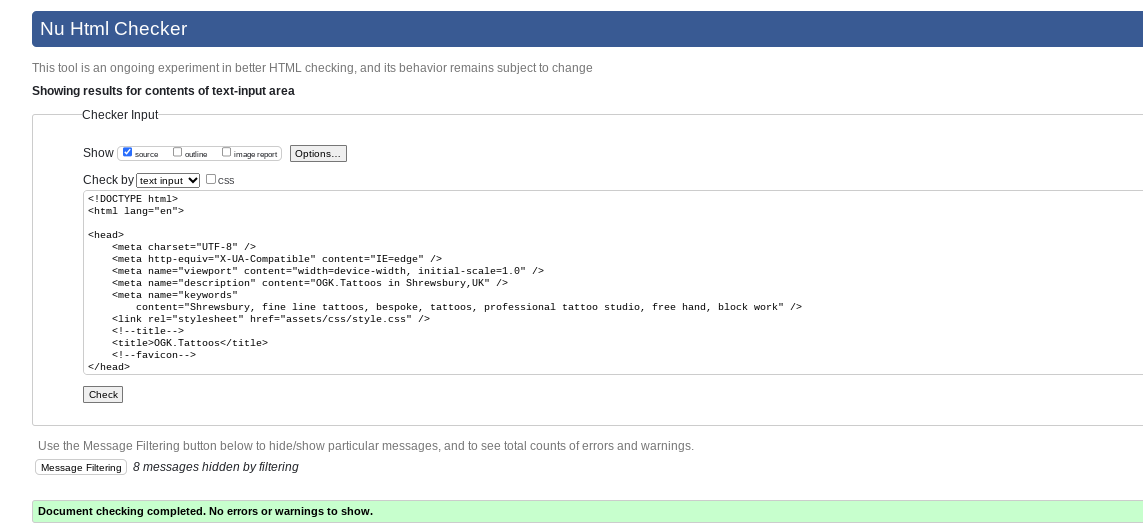 Nu Html Checker
This tool is an ongoing experiment in better HTML checking, and its behavior remains subject to change
Showing results for contents of text-input area
Checker Input
Show source outline image report Options...
Check by text input css
<!DOCTYPE html>
<html lang="en">
<head>
<meta charset="UTF-8" />
<meta http-equiv="X-UA-Compatible" content="IE=edge" />
<meta name="viewport" content="width=device-width, initial-scale=1.0" />
<meta name="description" content="OGK.Tattoos in Shrewsbury,UK" />
<meta name="keywords"
content="Shrewsbury, fine line tattoos, bespoke, tattoos, professional tattoo studio, free hand, block work" />
<link rel="stylesheet" href="assets/css/style.css" />
<!--title-->
<title>OGK.Tattoos</title>
<!--favicon-->
</head>
Check
Use the Message Filtering button below to hide/show particular messages, and to see total counts of errors and warnings.
Message Filtering 8 messages hidden by filtering
Document checking completed. No errors or warnings to show.